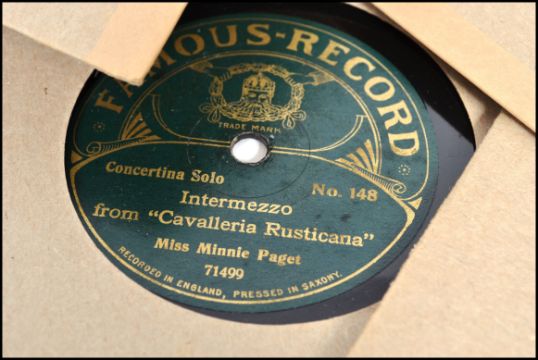 FAMOUS-RECORD
TRADE MARK
Concertina Solo
No. 148
Intermezzo
from "Cavalleria Rusticana"
Miss Minnie Paget
71499
RECORDED IN ENGLAND, PRESSED IN SAXONY.